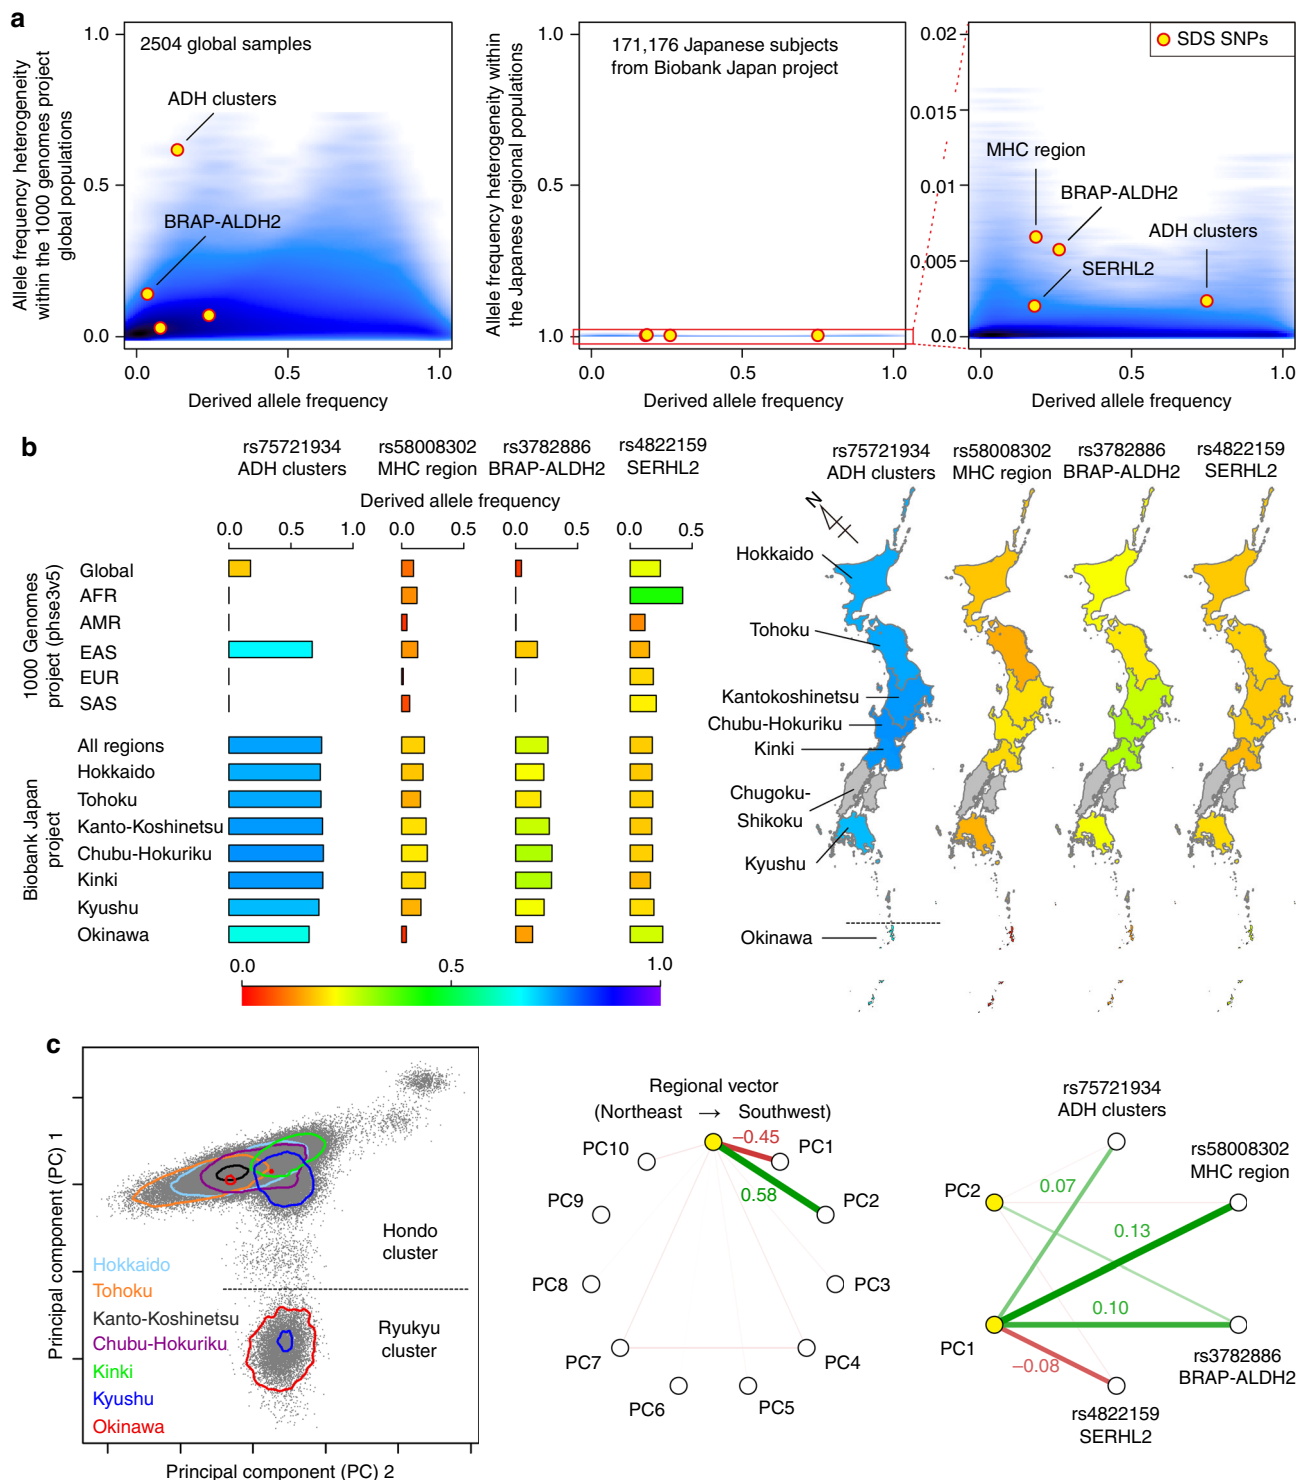 a
Allele frequency heterogeneity
within the 1000 genomes project
global populations
1.0
0.5
0.0
2504 global samples
ADH clusters
BRAP-ALDH2
0.0
0.5
1.0
Derived allele frequency
Allele frequency heterogeneity within
the Japanese regional populations
1.0
0.5
1.0
171,176 Japanese subjects
from Biobank Japan project
0.0
0.5
1.0
Derived allele frequency
0.02
0.015
0.01
0.005
0.0
SDS SNPs
MHC region
BRAP-ALDH2
ADH clusters
SERHL2
0.0
0.5
1.0
Derived allele frequency
b
rs75721934
ADH clusters
rs58008302
MHC region
rs3782886
BRAP-ALDH2
rs4822159
SERHL2
Derived allele frequency
0.0
0.5
1.0
0.0
0.5
0.0
0.5
0.0
0.5
1000 Genomes
project (phse3v5)
Global
AFR
AMR
EAS
EUR
SAS
Biobank Japan
project
All regions
Hokkaido
Tohoku
Kanto-Koshinetsu
Chubu-Hokuriku
Kinki
Kyushu
Okinawa
0.0
0.5
1.0
rs75721934
ADH clusters
rs58008302
MHC region
rs3782886
BRAP-ALDH2
rs4822159
SERHL2
N
Hokkaido
Tohoku
Kantokoshinetsu
Chubu-Hokuriku
Kinki
Chugoku-
Shikoku
Kyushu
Okinawa
c
Principal component (PC) 1
Hondo
cluster
Ryukyu
cluster
Hokkaido
Tohoku
Kanto-Koshinetsu
Chubu-Hokuriku
Kinki
Kyushu
Okinawa
Principal component (PC) 2
Regional vector
(Northeast → Southwest)
−0.45
0.58
PC10
PC1
PC9
PC2
PC8
PC3
PC7
PC4
PC6
PC5
rs75721934
ADH clusters
rs58008302
MHC region
PC2
0.07
0.13
0.10
PC1
−0.08
rs3782886
BRAP-ALDH2
rs4822159
SERHL2